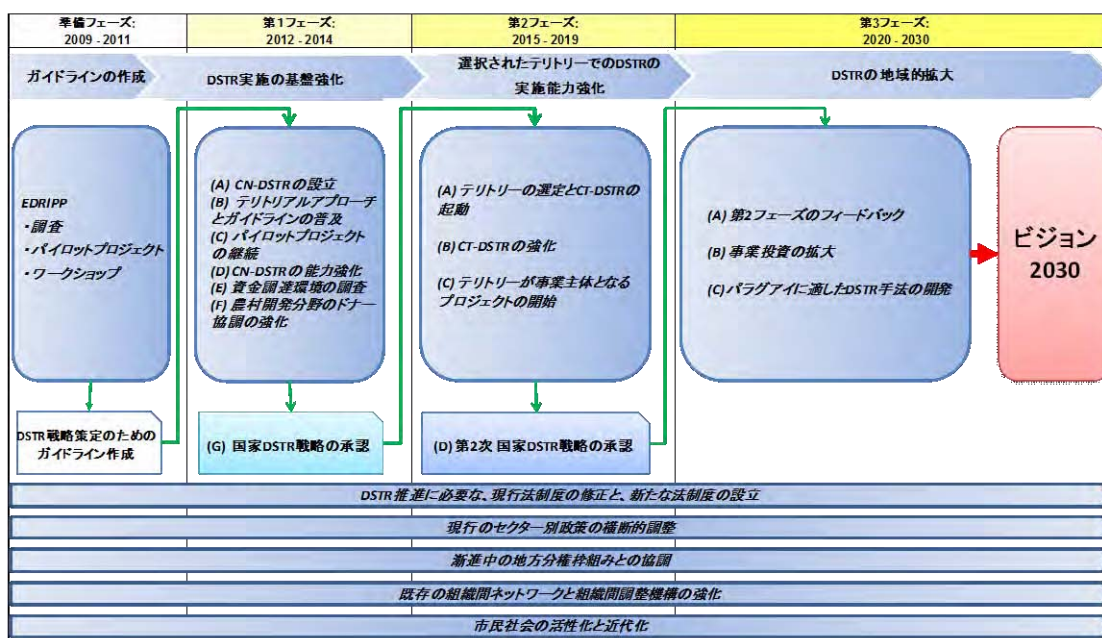 準備フェーズ:
2009 - 2011
第1フェーズ:
2012 - 2014
第2フェーズ:
2015 - 2019
第3フェーズ:
2020 - 2030
ガイドラインの作成
DSTR実施の基盤強化
選択されたテリトリーでのDSTRの
実施能力強化
DSTRの地域的拡大
EDRIPP
・調査
・パイロットプロジェクト
・ワークショップ
(A) CN-DSTRの設立
(B) テリトリアルアプローチ
とガイドラインの普及
(C) パイロットプロジェクト
の継続
(D) CN-DSTRの能力強化
(E) 資金調達環境の調査
(F) 農村開発分野のドナー
協調の強化
(A) テリトリーの選定とCT-DSTRの
起動
(B) CT-DSTRの強化
(C) テリトリーが事業主体となる
プロジェクトの開始
(A) 第2フェーズのフィードバック
(B) 事業投資の拡大
(C) パラグアイに適したDSTR手法の開発
ビジョン
2030
DSTR戦略策定のための
ガイドライン作成
(G) 国家DSTR戦略の承認
(D) 第2次 国家DSTR戦略の承認
DSTR推進に必要な、現行法制度の修正と、新たな法制度の設立
現行のセクター別政策の横断的調整
漸進中の地方分権枠組みとの協調
既存の組織間ネットワークと組織間調整機構の強化
市民社会の活性化と近代化